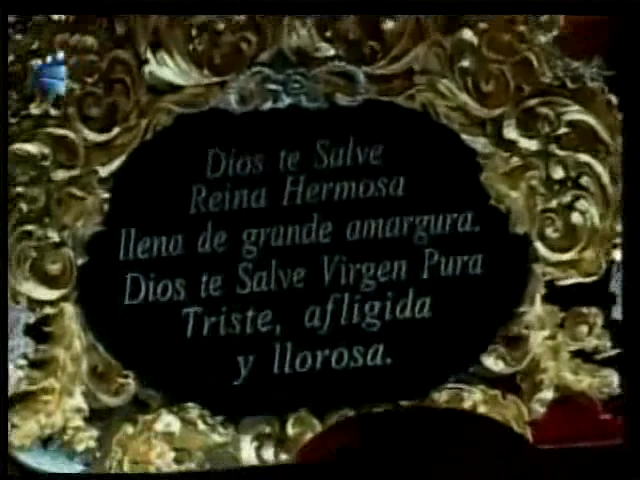 Dios te Salve
Reina Hermosa
llena de grande amargura.
Dios te Salve Virgen Pura
Triste, afligida
y llorosa.